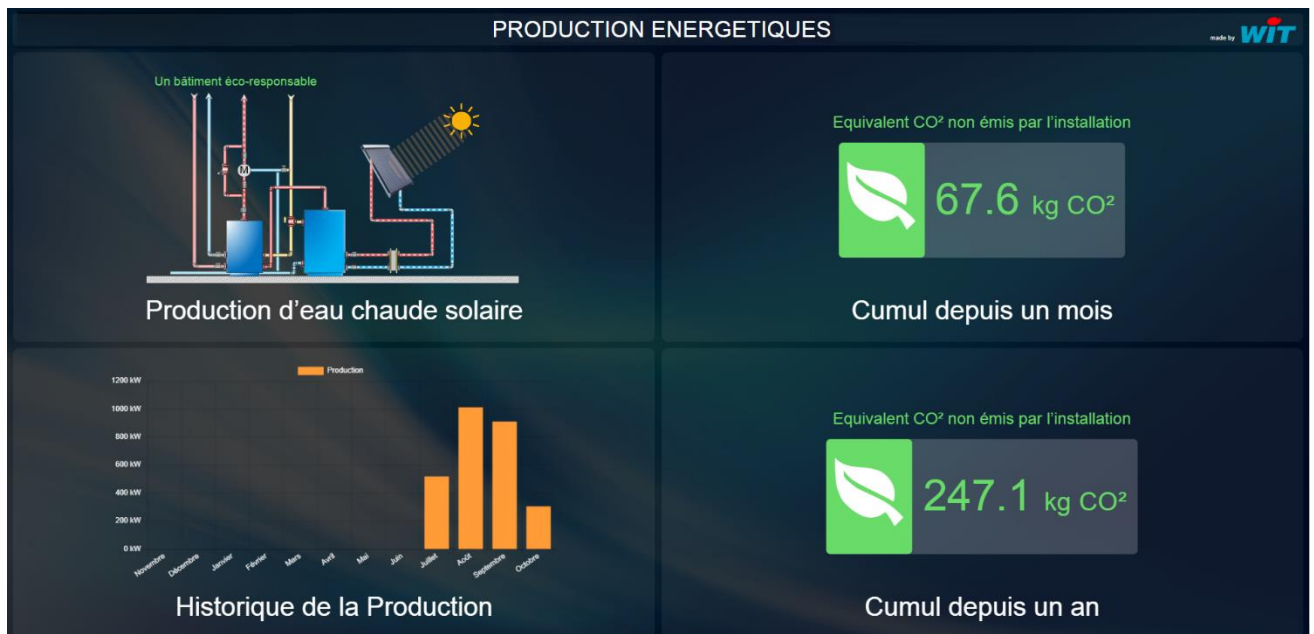 PRODUCTION ENERGETIQUES
made by WIT
Un bâtiment éco-responsable
M
Production d'eau chaude solaire
Equivalent CO² non émis par l'installation
67.6 kg CO²
Cumul depuis un mois
Production
1200 kW
1000 kW
800 kW
600 kW
400 kW
200 kW
0 kW
Novembre Décembre Janvier Février Mars Avril Mai Juin Juillet Août Septembre Octobre
Historique de la Production
Equivalent CO² non émis par l'installation
247.1 kg CO²
Cumul depuis un an